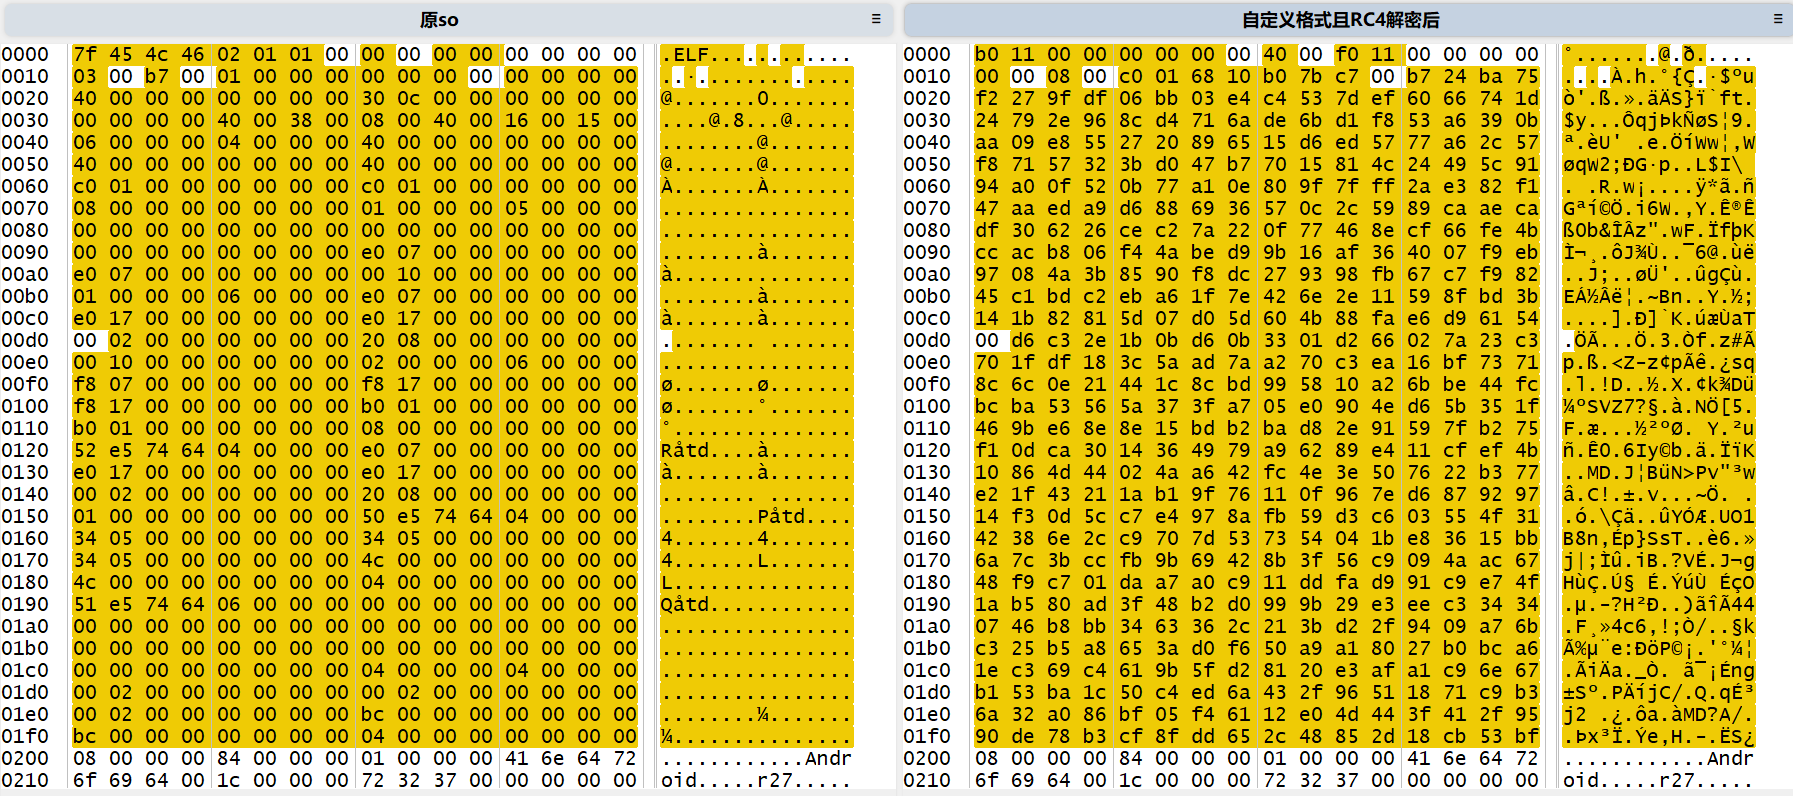 原so
0000 7f 45 4c 46 02 01 01 00 00 00 00 00 00 00 00 00 .ELF............
0010 03 00 b7 00 01 00 00 00 00 00 00 00 00 00 00 00 ..·.............
0020 40 00 00 00 00 00 00 00 30 0c 00 00 00 00 00 00 @.......0.......
0030 00 00 00 00 40 00 38 00 08 00 40 00 16 00 15 00 ....@.8...@.....
0040 06 00 00 00 04 00 00 00 40 00 00 00 00 00 00 00 ........@.......
0050 40 00 00 00 00 00 00 00 40 00 00 00 00 00 00 00 @.......@.......
0060 c0 01 00 00 00 00 00 00 c0 01 00 00 00 00 00 00 À.......À.......
0070 08 00 00 00 00 00 00 00 01 00 00 00 05 00 00 00 ................
0080 00 00 00 00 00 00 00 00 00 00 00 00 00 00 00 00 ................
0090 00 00 00 00 00 00 00 00 e0 07 00 00 00 00 00 00 ........à.......
00a0 e0 07 00 00 00 00 00 00 00 10 00 00 00 00 00 00 à...............
00b0 01 00 00 00 06 00 00 00 e0 07 00 00 00 00 00 00 ........à.......
00c0 e0 17 00 00 00 00 00 00 e0 17 00 00 00 00 00 00 à.......à.......
00d0 00 02 00 00 00 00 00 00 20 08 00 00 00 00 00 00 ........ .......
00e0 00 10 00 00 00 00 00 00 02 00 00 00 06 00 00 00 ................
00f0 f8 07 00 00 00 00 00 00 f8 17 00 00 00 00 00 00 ø.......ø.......
0100 f8 17 00 00 00 00 00 00 b0 01 00 00 00 00 00 00 ø.......°.......
0110 b0 01 00 00 00 00 00 00 08 00 00 00 00 00 00 00 °...............
0120 52 e5 74 64 04 00 00 00 e0 07 00 00 00 00 00 00 Råtd....à.......
0130 e0 17 00 00 00 00 00 00 e0 17 00 00 00 00 00 00 à.......à.......
0140 00 02 00 00 00 00 00 00 20 08 00 00 00 00 00 00 ........ .......
0150 01 00 00 00 00 00 00 00 50 e5 74 64 04 00 00 00 ........Påtd....
0160 34 05 00 00 00 00 00 00 34 05 00 00 00 00 00 00 4.......4.......
0170 34 05 00 00 00 00 00 00 4c 00 00 00 00 00 00 00 4.......L.......
0180 4c 00 00 00 00 00 00 00 04 00 00 00 00 00 00 00 L...............
0190 51 e5 74 64 06 00 00 00 00 00 00 00 00 00 00 00 Qåtd............
01a0 00 00 00 00 00 00 00 00 00 00 00 00 00 00 00 00 ................
01b0 00 00 00 00 00 00 00 00 00 00 00 00 00 00 00 00 ................
01c0 00 00 00 00 00 00 00 00 04 00 00 00 04 00 00 00 ................
01d0 00 02 00 00 00 00 00 00 00 02 00 00 00 00 00 00 ................
01e0 00 02 00 00 00 00 00 00 bc 00 00 00 00 00 00 00 ........¼.......
01f0 bc 00 00 00 00 00 00 00 04 00 00 00 00 00 00 00 ¼...............
0200 08 00 00 00 84 00 00 00 01 00 00 00 41 6e 64 72 ............Andr
0210 6f 69 64 00 1c 00 00 00 72 32 37 00 00 00 00 00 oid.....r27.....
自定义格式且RC4解密后
0000 b0 11 00 00 00 00 00 00 40 00 f0 11 00 00 00 00 °.......@.ð.....
0010 00 00 08 00 c0 01 68 10 b0 7b c7 00 b7 24 ba 75 ....À.h.°{Ç.·$ºu
0020 f2 27 9f df 06 bb 03 e4 c4 53 7d ef 60 66 74 1d ò'.ß.».äÄS}ï`ft.
0030 24 79 2e 96 8c d4 71 6a de 6b d1 f8 53 a6 39 0b $y...ÔqjÞkÑøS¦9.
0040 aa 09 e8 55 27 20 89 65 15 d6 ed 57 77 a6 2c 57 ª.èU' .e.ÖíWw¦,W
0050 f8 71 57 32 3b d0 47 b7 70 15 81 4c 24 49 5c 91 øqW2;ÐG·p..L$I\
0060 94 a0 0f 52 0b 77 a1 0e 80 9f 7f ff 2a e3 82 f1 . .R.w¡....ÿ*ã.ñ
0070 47 aa ed a9 d6 88 69 36 57 0c 2c 59 89 ca ae ca Gªí©Ö.i6W.,Y.Ê®Ê
0080 df 30 62 26 ce c2 7a 22 0f 77 46 8e cf 66 fe 4b ß0b&ÎÂz".wF.ÏfþK
0090 cc ac b8 06 f4 4a be d9 9b 16 af 36 40 07 f9 eb Ì¬¸.ôJ¾Ù..¯6@.ùë
00a0 97 08 4a 3b 85 90 f8 dc 27 93 98 fb 67 c7 f9 82 ..J;..øÜ'..ûgÇù.
00b0 45 c1 bd c2 eb a6 1f 7e 42 6e 2e 11 59 8f bd 3b EÁ½Âë¦.~Bn..Y.½;
00c0 14 1b 82 81 5d 07 d0 5d 60 4b 88 fa e6 d9 61 54 ....].Ð]`K.úæÙaT
00d0 00 d6 c3 2e 1b 0b d6 0b 33 01 d2 66 02 7a 23 c3 .ÖÃ...Ö.3.Òf.z#Ã
00e0 70 1f df 18 3c 5a ad 7a a2 70 c3 ea 16 bf 73 71 p.ß.<Z-z¢pÃê.¿sq
00f0 8c 6c 0e 21 44 1c 8c bd 99 58 10 a2 6b be 44 fc .l.!D..½.X.¢k¾Dü
0100 bc ba 53 56 5a 37 3f a7 05 e0 90 4e d6 5b 35 1f ¼ºSVZ7?§.à.NÖ[5.
0110 46 9b e6 8e 8e 15 bd b2 ba d8 2e 91 59 7f b2 75 F.æ...½²ºØ. Y.²u
0120 f1 0d ca 30 14 36 49 79 a9 62 89 e4 11 cf ef 4b ñ.Ê0.6Iy©b.ä.ÏïK
0130 10 86 4d 44 02 4a a6 42 fc 4e 3e 50 76 22 b3 77 ..MD.J¦BüN>Pv"³w
0140 e2 1f 43 21 1a b1 9f 76 11 0f 96 7e d6 87 92 97 â.C!.±.v...~Ö. .
0150 14 f3 0d 5c c7 e4 97 8a fb 59 d3 c6 03 55 4f 31 .ó.\Çä..ûYÓÆ.UO1
0160 42 38 6e 2c c9 70 7d 53 73 54 04 1b e8 36 15 bb B8n,Ép}SsT..è6.»
0170 6a 7c 3b cc fb 9b 69 42 8b 3f 56 c9 09 4a ac 67 j|;Ìû.iB.?VÉ.J¬g
0180 48 f9 c7 01 da a7 a0 c9 11 dd fa d9 91 c9 e7 4f HùÇ.Ú§ É.ÝúÙ ÉçO
0190 1a b5 80 ad 3f 48 b2 d0 99 9b 29 e3 ee c3 34 34 .µ.-?H²Ð..)ãîÃ44
01a0 07 46 b8 bb 34 63 36 2c 21 3b d2 2f 94 09 a7 6b .F¸»4c6,!;Ò/..§k
01b0 c3 25 b5 a8 65 3a d0 f6 50 a9 a1 80 27 b0 bc a6 Ã%µ¨e:ÐöP©¡.'°¼¦
01c0 1e c3 69 c4 61 9b 5f d2 81 20 e3 af a1 c9 6e 67 .ÃiÄa._Ò. ã¯¡Éng
01d0 b1 53 ba 1c 50 c4 ed 6a 43 2f 96 51 18 71 c9 b3 ±Sº.PÄíjC/.Q.qÉ³
01e0 6a 32 a0 86 bf 05 f4 61 12 e0 4d 44 3f 41 2f 95 j2 .¿.ôa.àMD?A/.
01f0 90 de 78 b3 cf 8f dd 65 2c 48 85 2d 18 cb 53 bf .Þx³Ï.Ýe,H.-.ËS¿
0200 08 00 00 00 84 00 00 00 01 00 00 00 41 6e 64 72 ............Andr
0210 6f 69 64 00 1c 00 00 00 72 32 37 00 00 00 00 00 oid.....r27.....